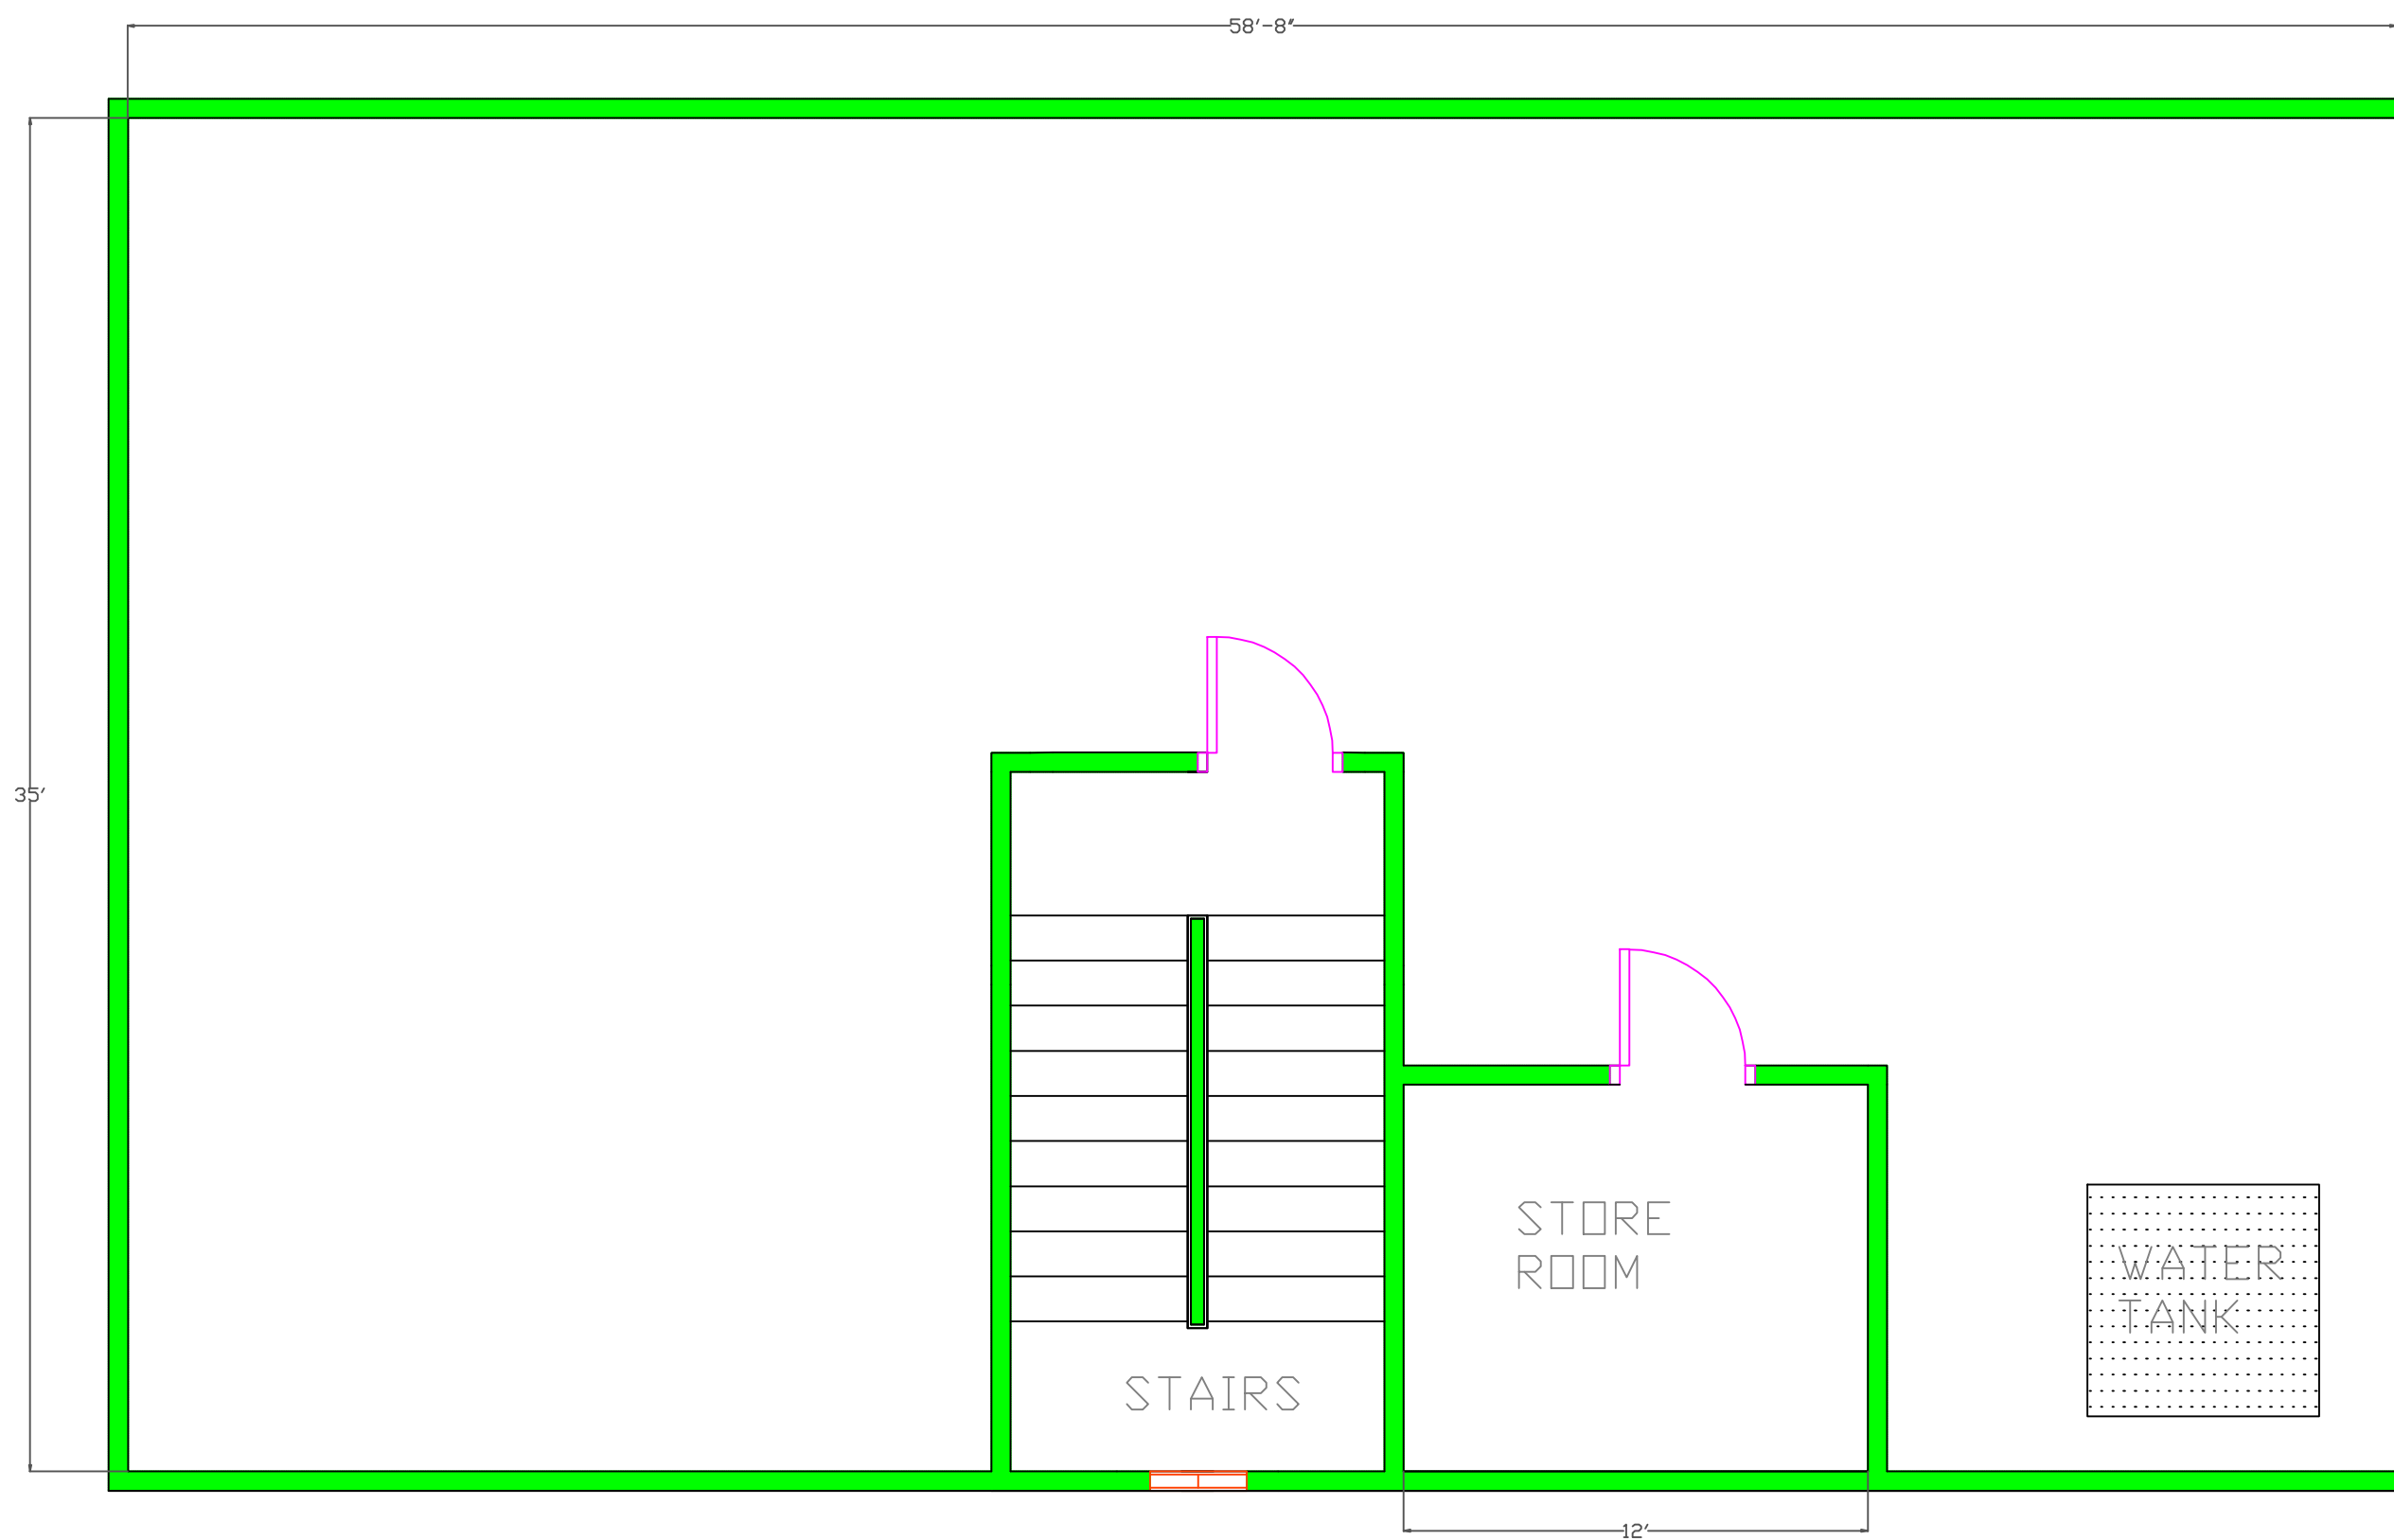 58'-8"
35'
STORE
ROOM
WATER
TANK
STAIRS
12'